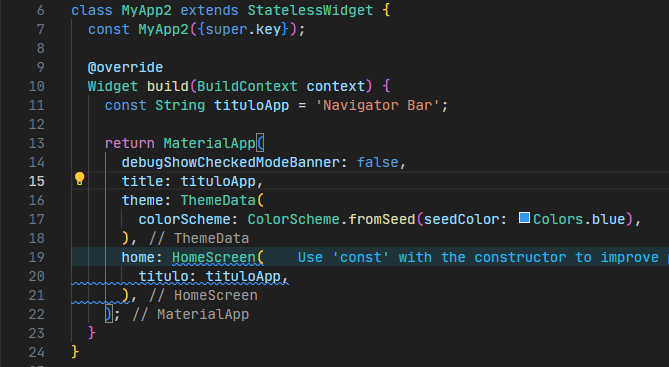 6 class MyApp2 extends StatelessWidget {
7   const MyApp2({super.key});
8
9   @override
10   Widget build(BuildContext context) {
11     const String tituloApp = 'Navigator Bar';
12
13     return MaterialApp(
14       debugShowCheckedModeBanner: false,
15       title: tituloApp,
16       theme: ThemeData(
17         colorScheme: ColorScheme.fromSeed(seedColor: Colors.blue),
18       ), // ThemeData
19       home: HomeScreen(     Use 'const' with the constructor to improve
20         titulo: tituloApp,
21       ), // HomeScreen
22     ); // MaterialApp
23   }
24 }